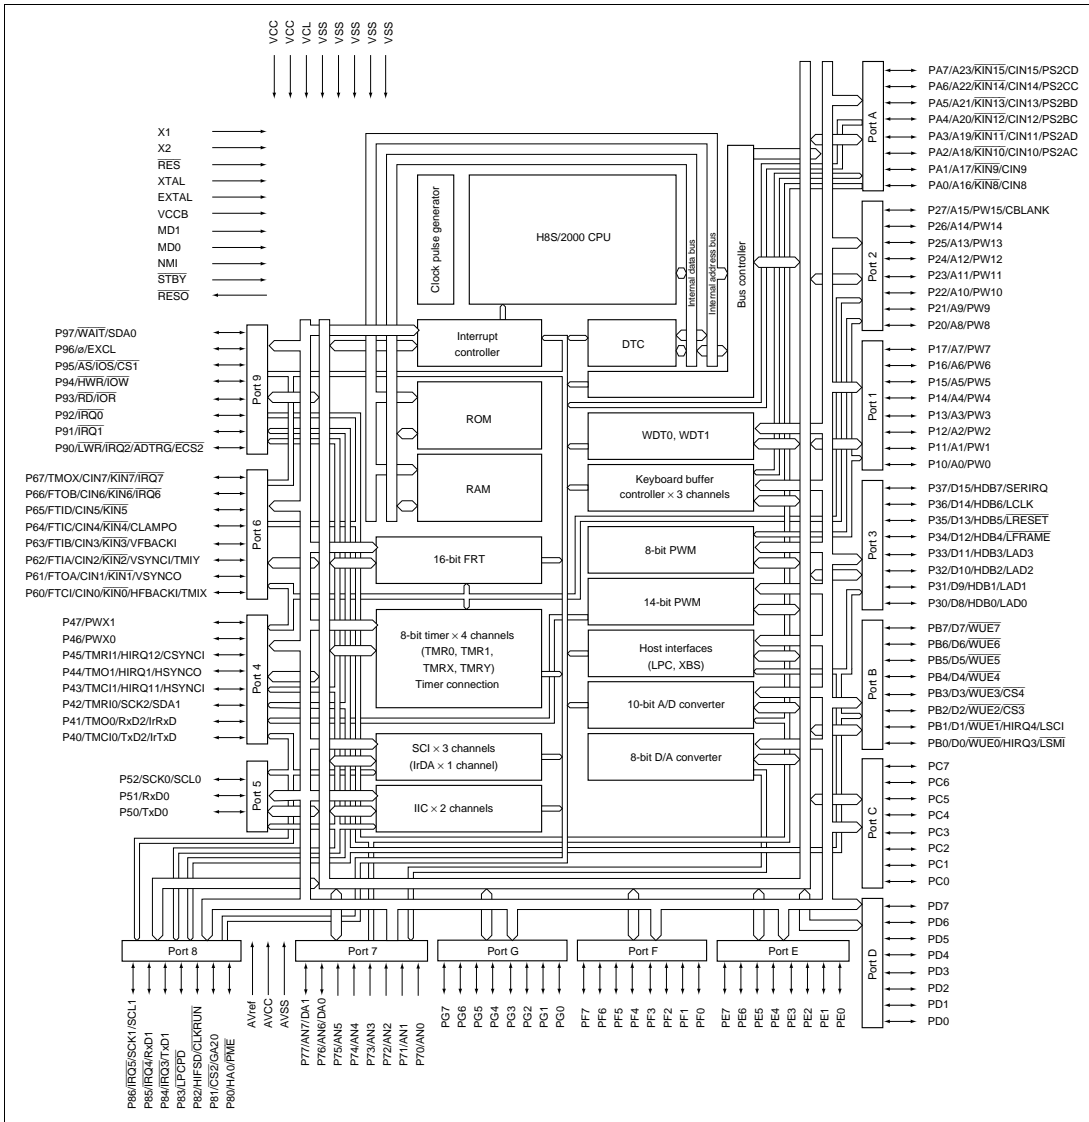 VCC
VCC
VCL
VSS
VSS
VSS
VSS
VSS
X1
X2
RES
XTAL
EXTAL
VCCB
MD1
MD0
NMI
STBY
RESO
P97/WAIT/SDA0
P96/ø/EXCL
P95/AS/IOS/CS1
P94/HWR/IOW
P93/RD/IOR
P92/IRQ0
P91/IRQ1
P90/LWR/IRQ2/ADTRG/ECS2
Port 9
P67/TMOX/CIN7/KIN7/IRQ7
P66/FTOB/CIN6/KIN6/IRQ6
P65/FTID/CIN5/KIN5
P64/FTIC/CIN4/KIN4/CLAMPO
P63/FTIB/CIN3/KIN3/VFBACKI
P62/FTIA/CIN2/KIN2/VSYNCI/TMIY
P61/FTOA/CIN1/KIN1/VSYNCO
P60/FTCI/CIN0/KIN0/HFBACKI/TMIX
Port 6
P47/PWX1
P46/PWX0
P45/TMRI1/HIRQ12/CSYNCI
P44/TMO1/HIRQ1/HSYNCO
P43/TMCI1/HIRQ11/HSYNCI
P42/TMRI0/SCK2/SDA1
P41/TMO0/RxD2/IrRxD
P40/TMCI0/TxD2/IrTxD
Port 4
P52/SCK0/SCL0
P51/RxD0
P50/TxD0
Port 5
Clock pulse generator
H8S/2000 CPU
Internal data bus
Internal address bus
Bus controller
Interrupt
controller
DTC
ROM
RAM
WDT0, WDT1
Keyboard buffer
controller × 3 channels
16-bit FRT
8-bit PWM
14-bit PWM
8-bit timer × 4 channels
(TMR0, TMR1,
TMRX, TMRY)
Timer connection
Host interfaces
(LPC, XBS)
10-bit A/D converter
SCI × 3 channels
(IrDA × 1 channel)
8-bit D/A converter
IIC × 2 channels
Port A
PA7/A23/KIN15/CIN15/PS2CD
PA6/A22/KIN14/CIN14/PS2CC
PA5/A21/KIN13/CIN13/PS2BD
PA4/A20/KIN12/CIN12/PS2BC
PA3/A19/KIN11/CIN11/PS2AD
PA2/A18/KIN10/CIN10/PS2AC
PA1/A17/KIN9/CIN9
PA0/A16/KIN8/CIN8
Port 2
P27/A15/PW15/CBLANK
P26/A14/PW14
P25/A13/PW13
P24/A12/PW12
P23/A11/PW11
P22/A10/PW10
P21/A9/PW9
P20/A8/PW8
Port 1
P17/A7/PW7
P16/A6/PW6
P15/A5/PW5
P14/A4/PW4
P13/A3/PW3
P12/A2/PW2
P11/A1/PW1
P10/A0/PW0
Port 3
P37/D15/HDB7/SERIRQ
P36/D14/HDB6/LCLK
P35/D13/HDB5/LRESET
P34/D12/HDB4/LFRAME
P33/D11/HDB3/LAD3
P32/D10/HDB2/LAD2
P31/D9/HDB1/LAD1
P30/D8/HDB0/LAD0
Port B
PB7/D7/WUE7
PB6/D6/WUE6
PB5/D5/WUE5
PB4/D4/WUE4
PB3/D3/WUE3/CS4
PB2/D2/WUE2/CS3
PB1/D1/WUE1/HIRQ4/LSCI
PB0/D0/WUE0/HIRQ3/LSMI
Port C
PC7
PC6
PC5
PC4
PC3
PC2
PC1
PC0
Port D
PD7
PD6
PD5
PD4
PD3
PD2
PD1
PD0
Port 8
Port 7
Port G
Port F
Port E
P86/IRQ5/SCK1/SCL1
P85/IRQ4/RxD1
P84/IRQ3/TxD1
P83/LPCPD
P82/HIFSD/CLKRUN
P81/CS2/GA20
P80/HA0/PME
AVref
AVCC
AVSS
P77/AN7/DA1
P76/AN6/DA0
P75/AN5
P74/AN4
P73/AN3
P72/AN2
P71/AN1
P70/AN0
PG7
PG6
PG5
PG4
PG3
PG2
PG1
PG0
PF7
PF6
PF5
PF4
PF3
PF2
PF1
PF0
PE7
PE6
PE5
PE4
PE3
PE2
PE1
PE0